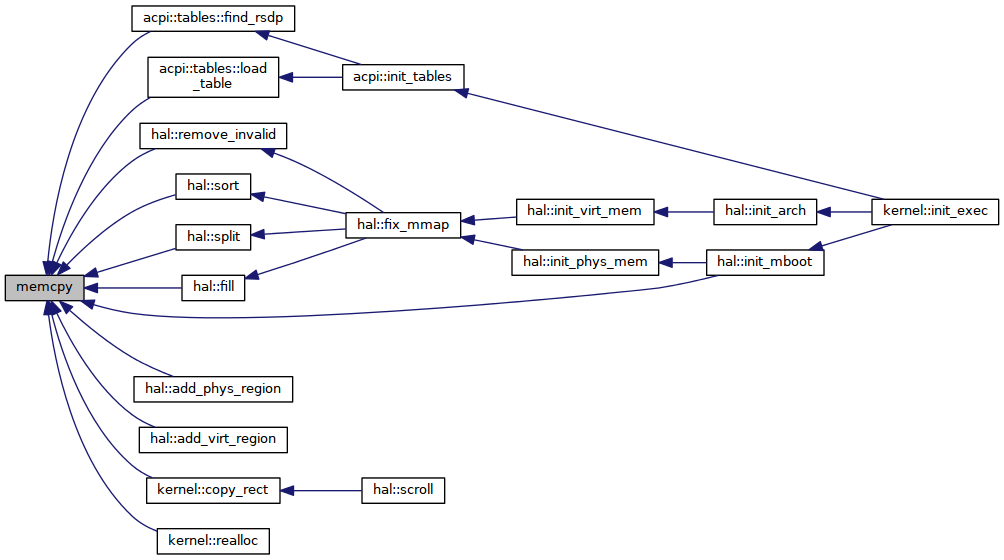 acpi::tables::find_rsdp
acpi::tables::load
_table
acpi::init_tables
hal::remove_invalid
hal::sort
hal::split
hal::fill
hal::fix_mmap
hal::init_virt_mem
hal::init_arch
kernel::init_exec
hal::init_phys_mem
hal::init_mboot
memcpy
hal::add_phys_region
hal::add_virt_region
kernel::copy_rect
hal::scroll
kernel::realloc